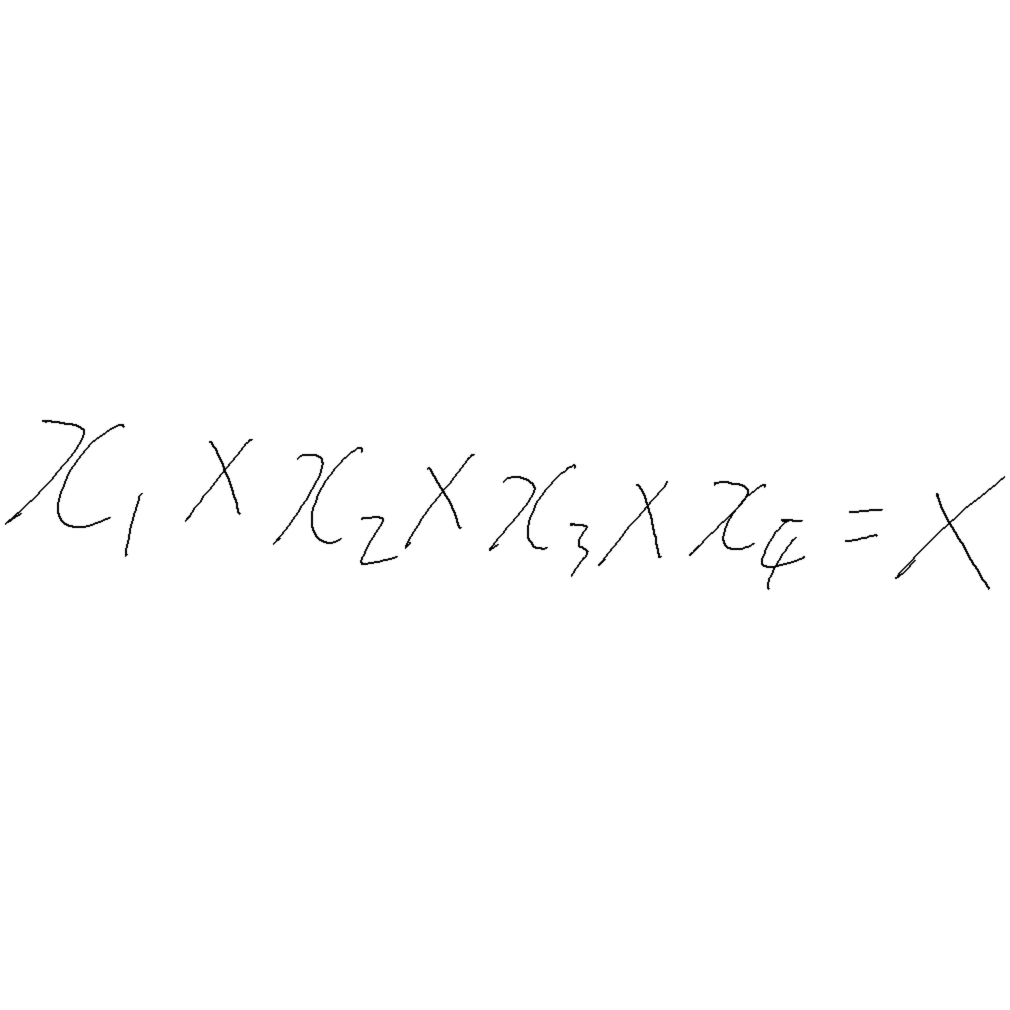 x₁ × x₂ × x₃ × x₄ = X